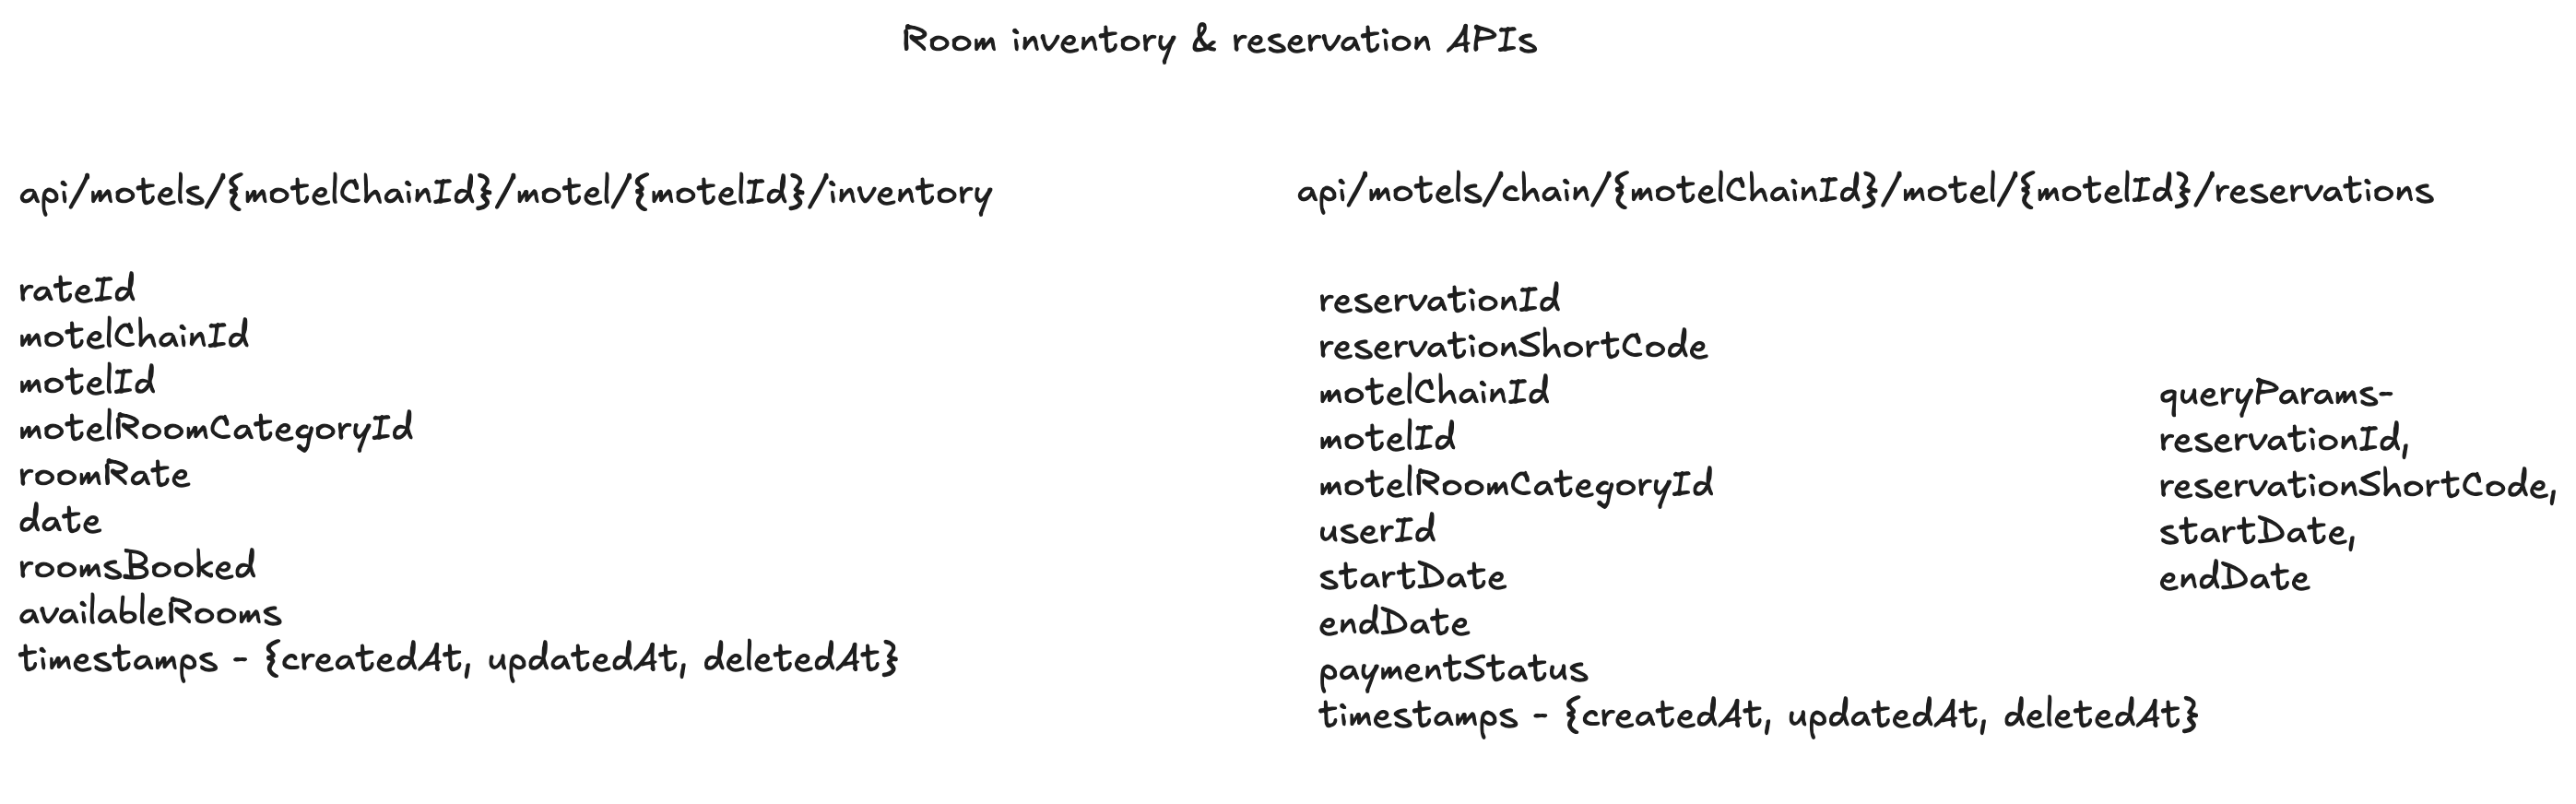 Room inventory & reservation APIs
api/motels/{motelChainId}/motel/{motelId}/inventory
rateId
motelChainId
motelId
motelRoomCategoryId
roomRate
date
roomsBooked
availableRooms
timestamps - {createdAt, updatedAt, deletedAt}
api/motels/chain/{motelChainId}/motel/{motelId}/reservations
reservationId
reservationShortCode
motelChainId
motelId
motelRoomCategoryId
userId
startDate
endDate
paymentStatus
timestamps - {createdAt, updatedAt, deletedAt}
queryParams-
reservationId,
reservationShortCode,
startDate,
endDate